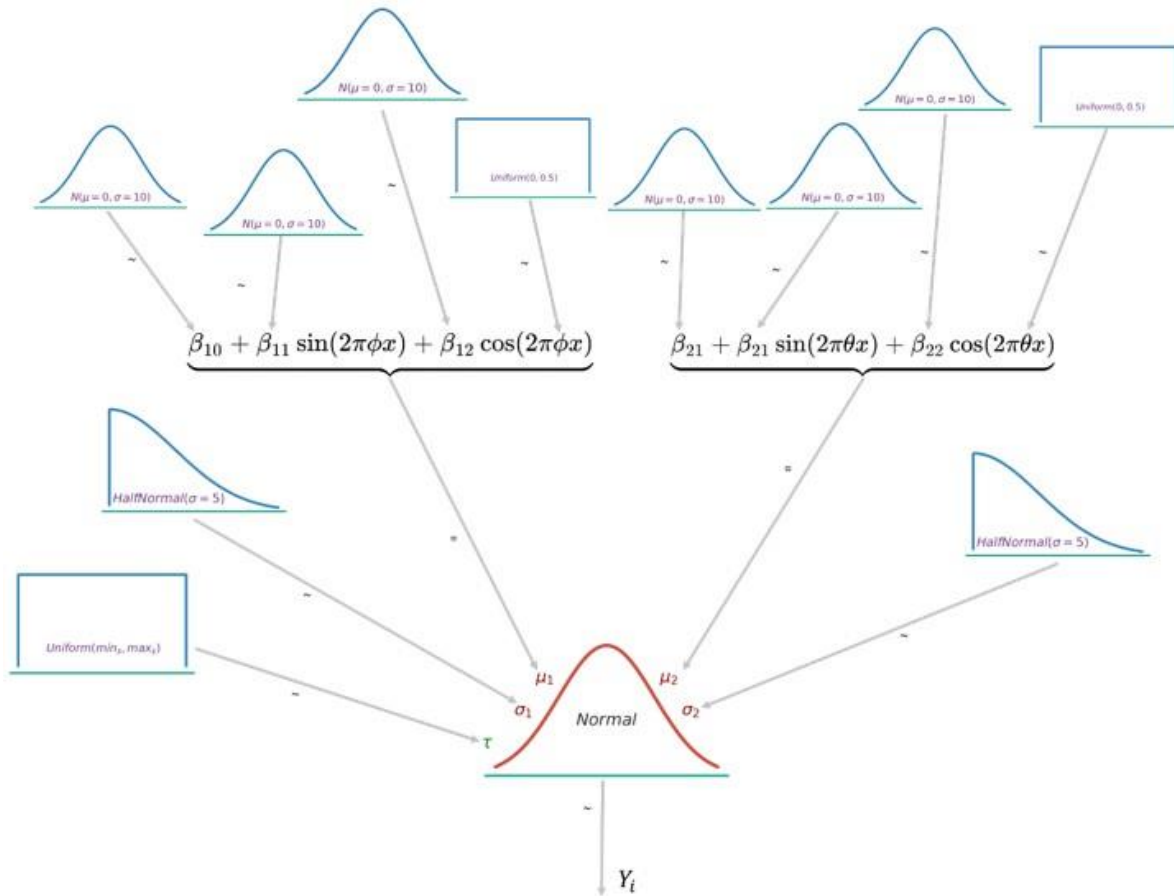 N(μ = 0, σ = 10)
N(μ = 0, σ = 10)
Uniform(0, 0.5)
N(μ = 0, σ = 10)
N(μ = 0, σ = 10)
N(μ = 0, σ = 10)
N(μ = 0, σ = 10)
Uniform(0, 0.5)
~ ~ ~ ~ ~ ~ ~ ~
β₁₀ + β₁₁ sin(2πϕx) + β₁₂ cos(2πϕx)
β₂₁ + β₂₁ sin(2πθx) + β₂₂ cos(2πθx)
HalfNormal(σ = 5)
HalfNormal(σ = 5)
=
=
~
~
Uniform(minₓ, maxₓ)
~
μ₁
μ₂
σ₁
σ₂
Normal
τ
~
Yᵢ